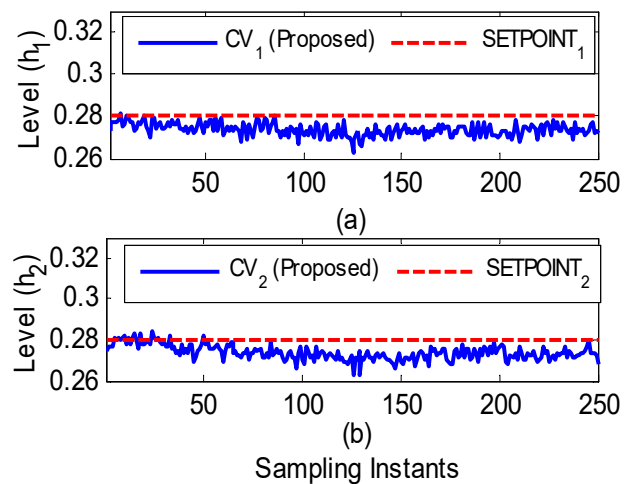 0.32
CV1 (Proposed) SETPOINT1
0.3
Level (h1)
0.28
0.26
50 100 150 200 250
(a)
0.32
CV2 (Proposed) SETPOINT2
0.3
Level (h2)
0.28
0.26
50 100 150 200 250
(b)
Sampling Instants